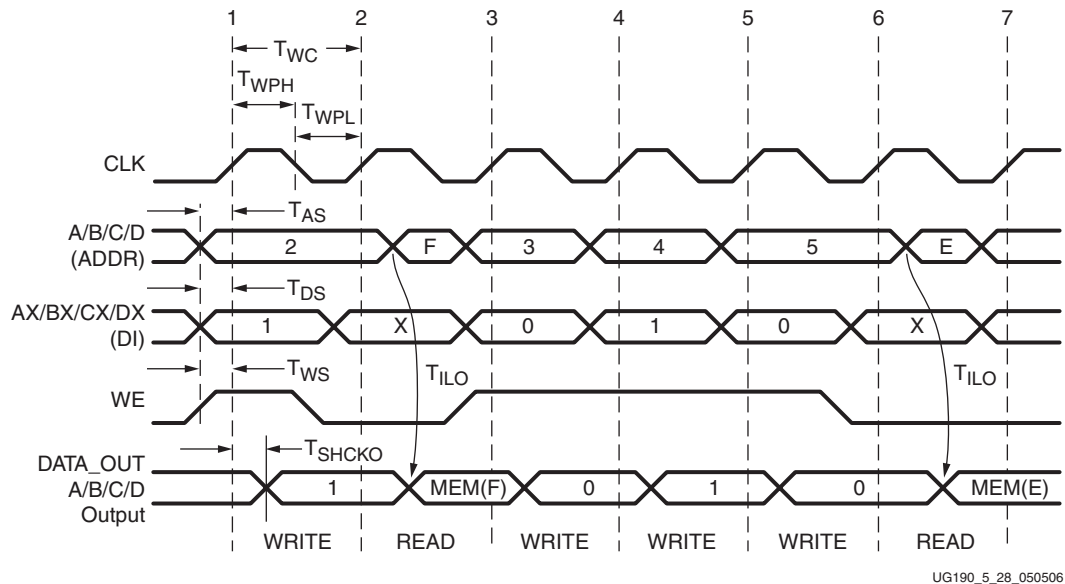 1 2 3 4 5 6 7
TWC
TWPH
TWPL
CLK
TAS
A/B/C/D
(ADDR)
2 F 3 4 5 E
TDS
AX/BX/CX/DX
(DI)
1 X 0 1 0 X
TWS
WE
TILO TILO
TSHCKO
DATA_OUT
A/B/C/D
Output
1 MEM(F) 0 1 0 MEM(E)
WRITE READ WRITE WRITE WRITE READ
UG190_5_28_050506